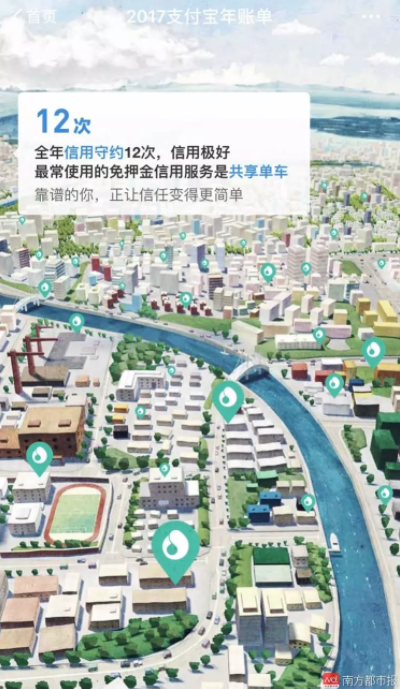 首页
2017支付宝年账单
12次
全年信用守约12次，信用极好
最常使用的免押金信用服务是共享单车
靠谱的你，正让信任变得更简单
南方都市报